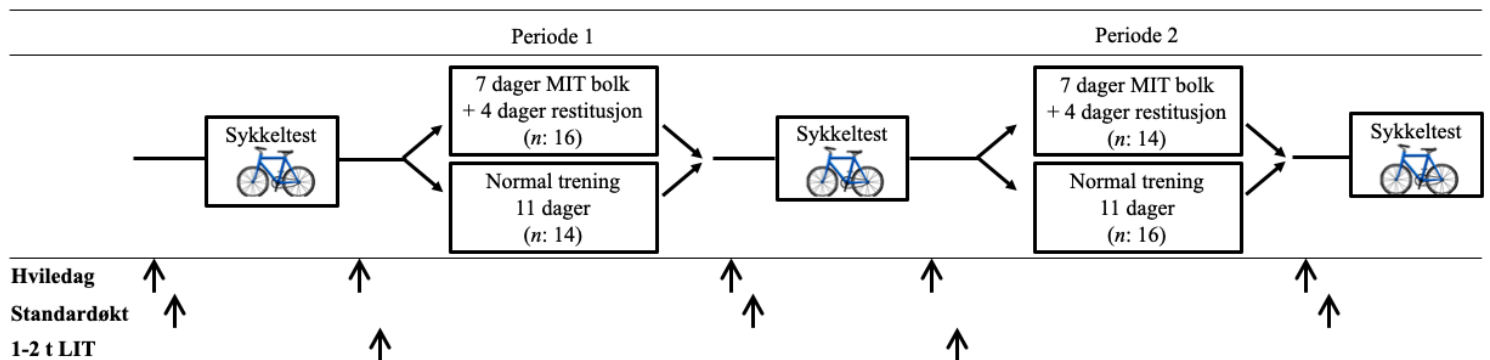 Periode 1
Periode 2
Sykkeltest
7 dager MIT bolk
+ 4 dager restitusjon
(n: 16)
Normal trening
11 dager
(n: 14)
Sykkeltest
7 dager MIT bolk
+ 4 dager restitusjon
(n: 14)
Normal trening
11 dager
(n: 16)
Sykkeltest
Hviledag
Standardøkt
1-2 t LIT